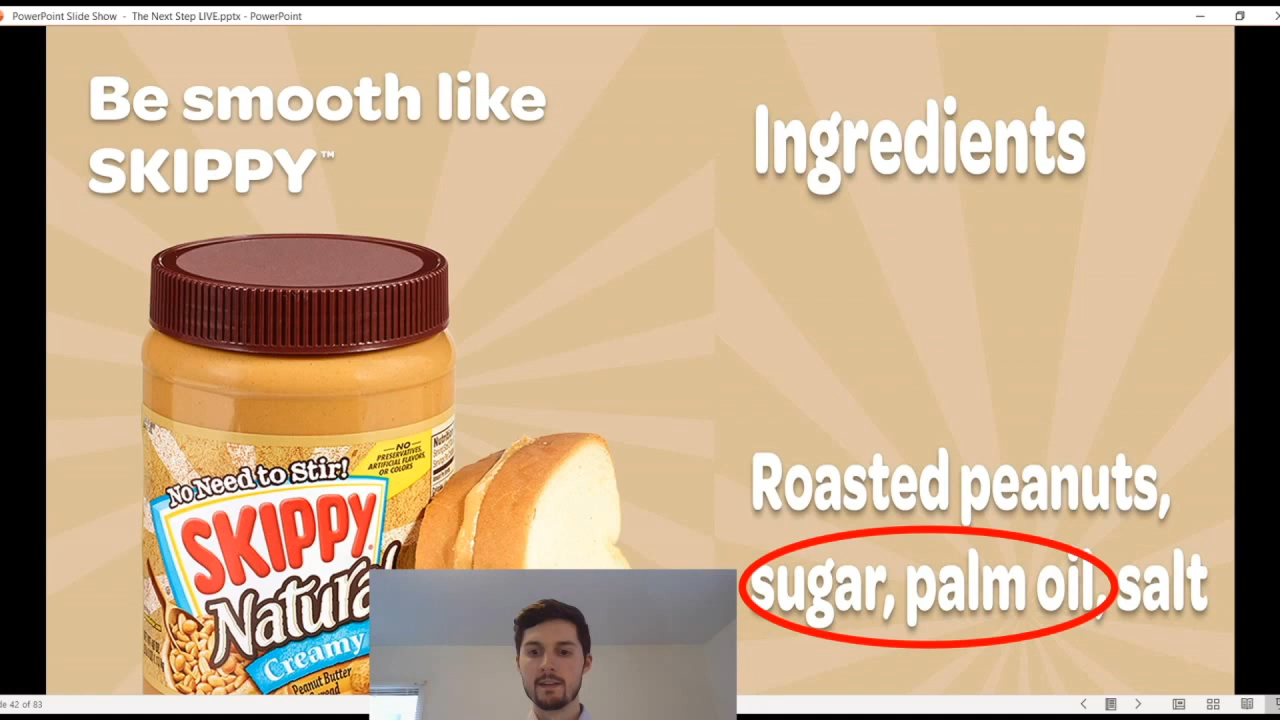 PowerPoint Slide Show - The Next Step LIVE.pptx - PowerPoint
Be smooth like
SKIPPY™
Ingredients
NO
PRESERVATIVES,
ARTIFICIAL FLAVORS,
OR COLORS
No Need to Stir!
SKIPPY
Natural
Creamy
Peanut Butter
Roasted peanuts,
sugar, palm oil, salt
42 of 83